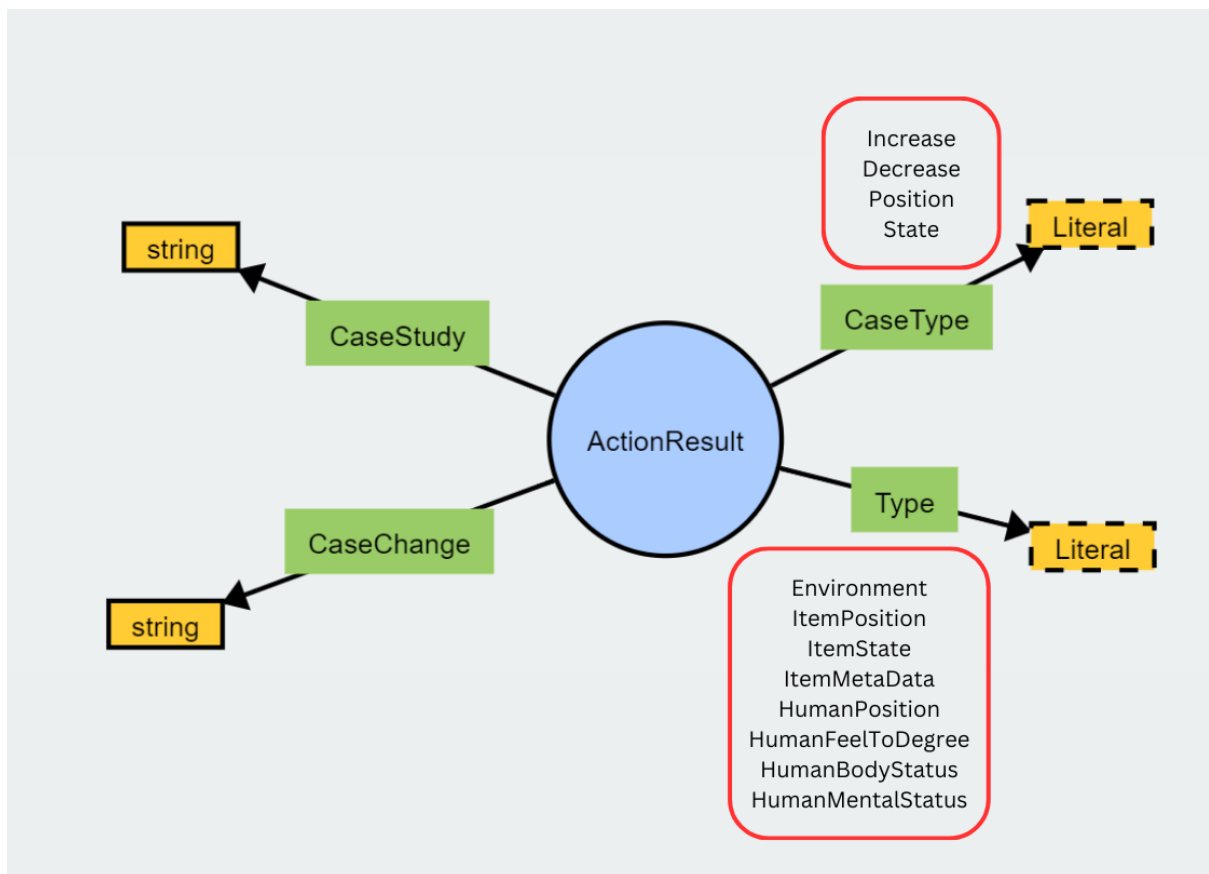 Increase
Decrease
Position
State
Literal
string
CaseStudy
CaseType
ActionResult
Type
CaseChange
Literal
string
Environment
ItemPosition
ItemState
ItemMetaData
HumanPosition
HumanFeelToDegree
HumanBodyStatus
HumanMentalStatus